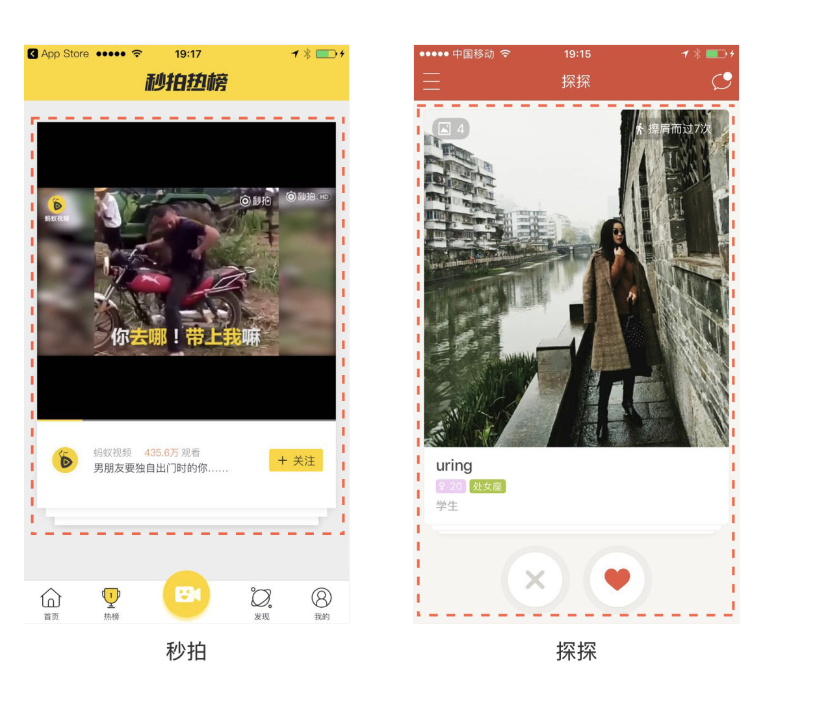 App Store
19:17
秒拍热榜
蚂蚁视频
秒拍
秒拍 HD
你去哪！带上我嘛
蚂蚁视频 435.6万 观看
男朋友要独自出门时的你……
+ 关注
首页
热榜
发现
我的
秒拍
中国移动
19:15
探探
4
擦肩而过7次
uring
♀ 20 处女座
学生
探探